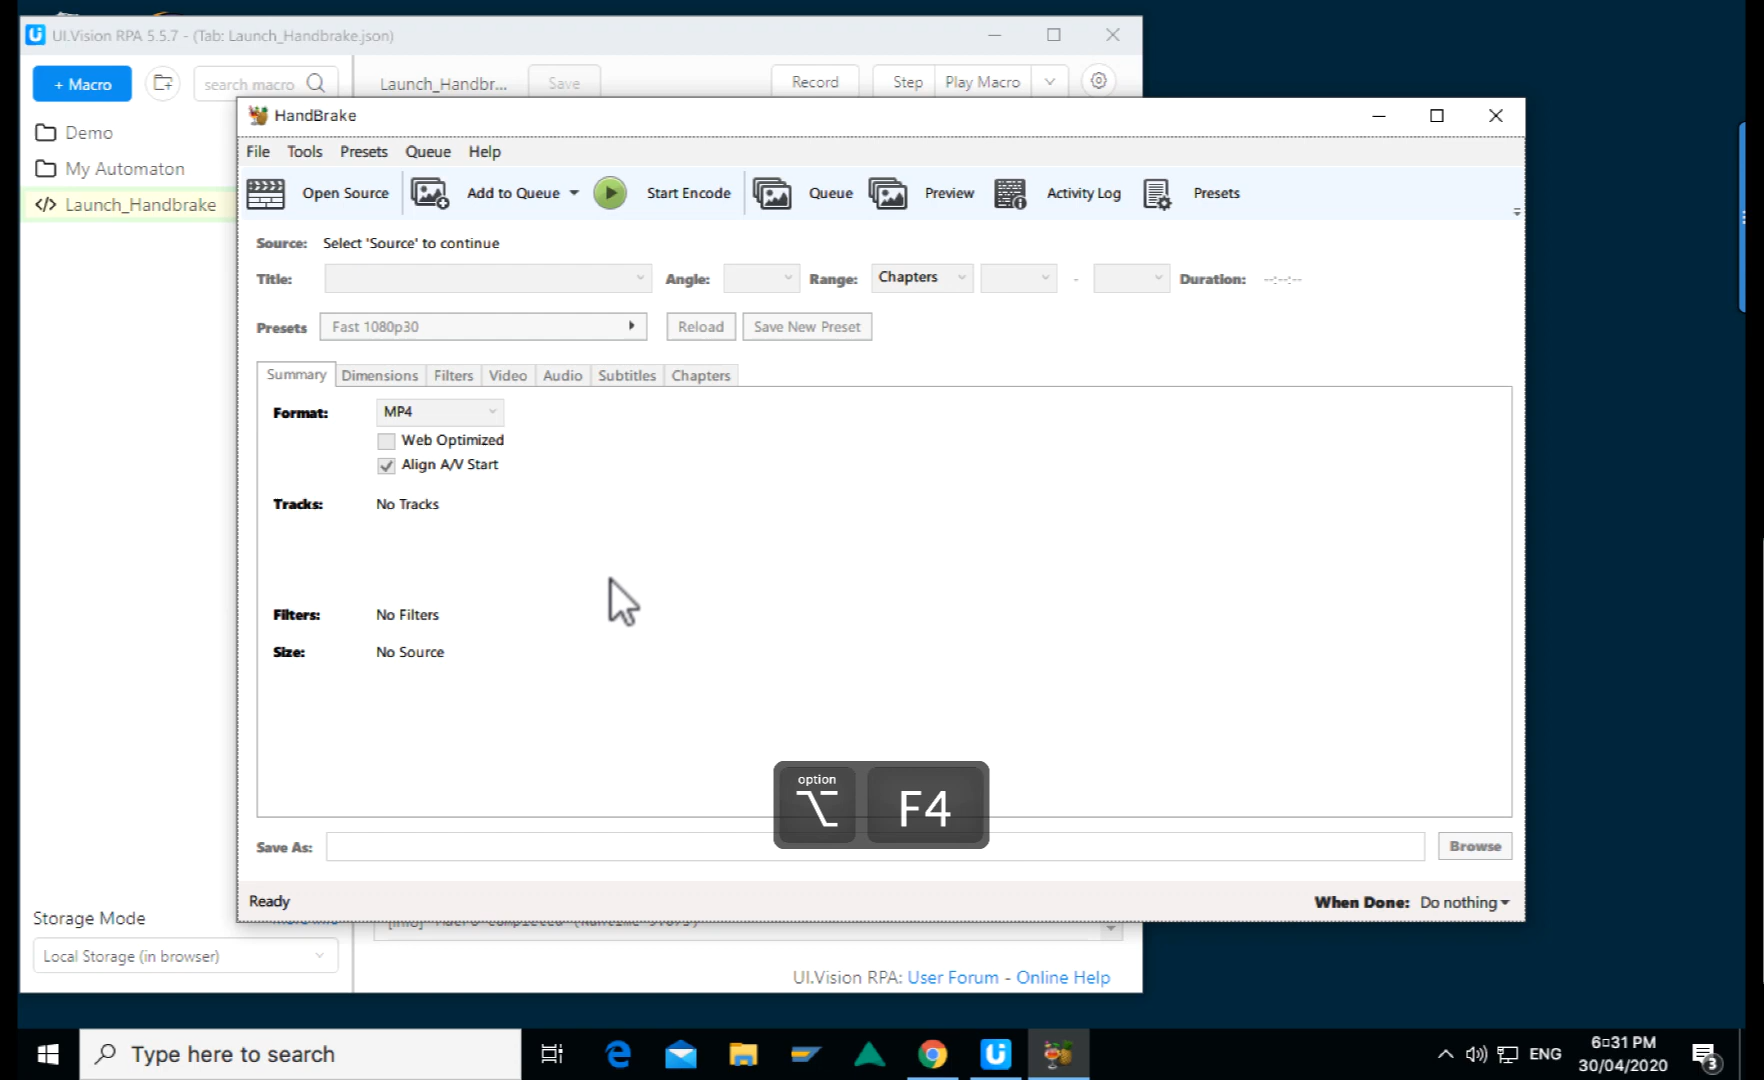 UI.Vision RPA 5.5.7 - (Tab: Launch_Handbrake.json)
+ Macro
search macro
Launch_Handbr...
Save
Record
Step
Play Macro
Demo
My Automaton
</> Launch_Handbrake
HandBrake
File Tools Presets Queue Help
Open Source Add to Queue Start Encode Queue Preview Activity Log Presets
Source: Select 'Source' to continue
Title: Angle: Range: Chapters - Duration: --:--:--
Presets Fast 1080p30 Reload Save New Preset
Summary Dimensions Filters Video Audio Subtitles Chapters
Format: MP4
Web Optimized
Align A/V Start
Tracks: No Tracks
Filters: No Filters
Size: No Source
option
F4
Save As: Browse
Ready When Done: Do nothing
Storage Mode
Local Storage (in browser)
UI.Vision RPA: User Forum - Online Help
Type here to search
ENG
6:31 PM
30/04/2020
3